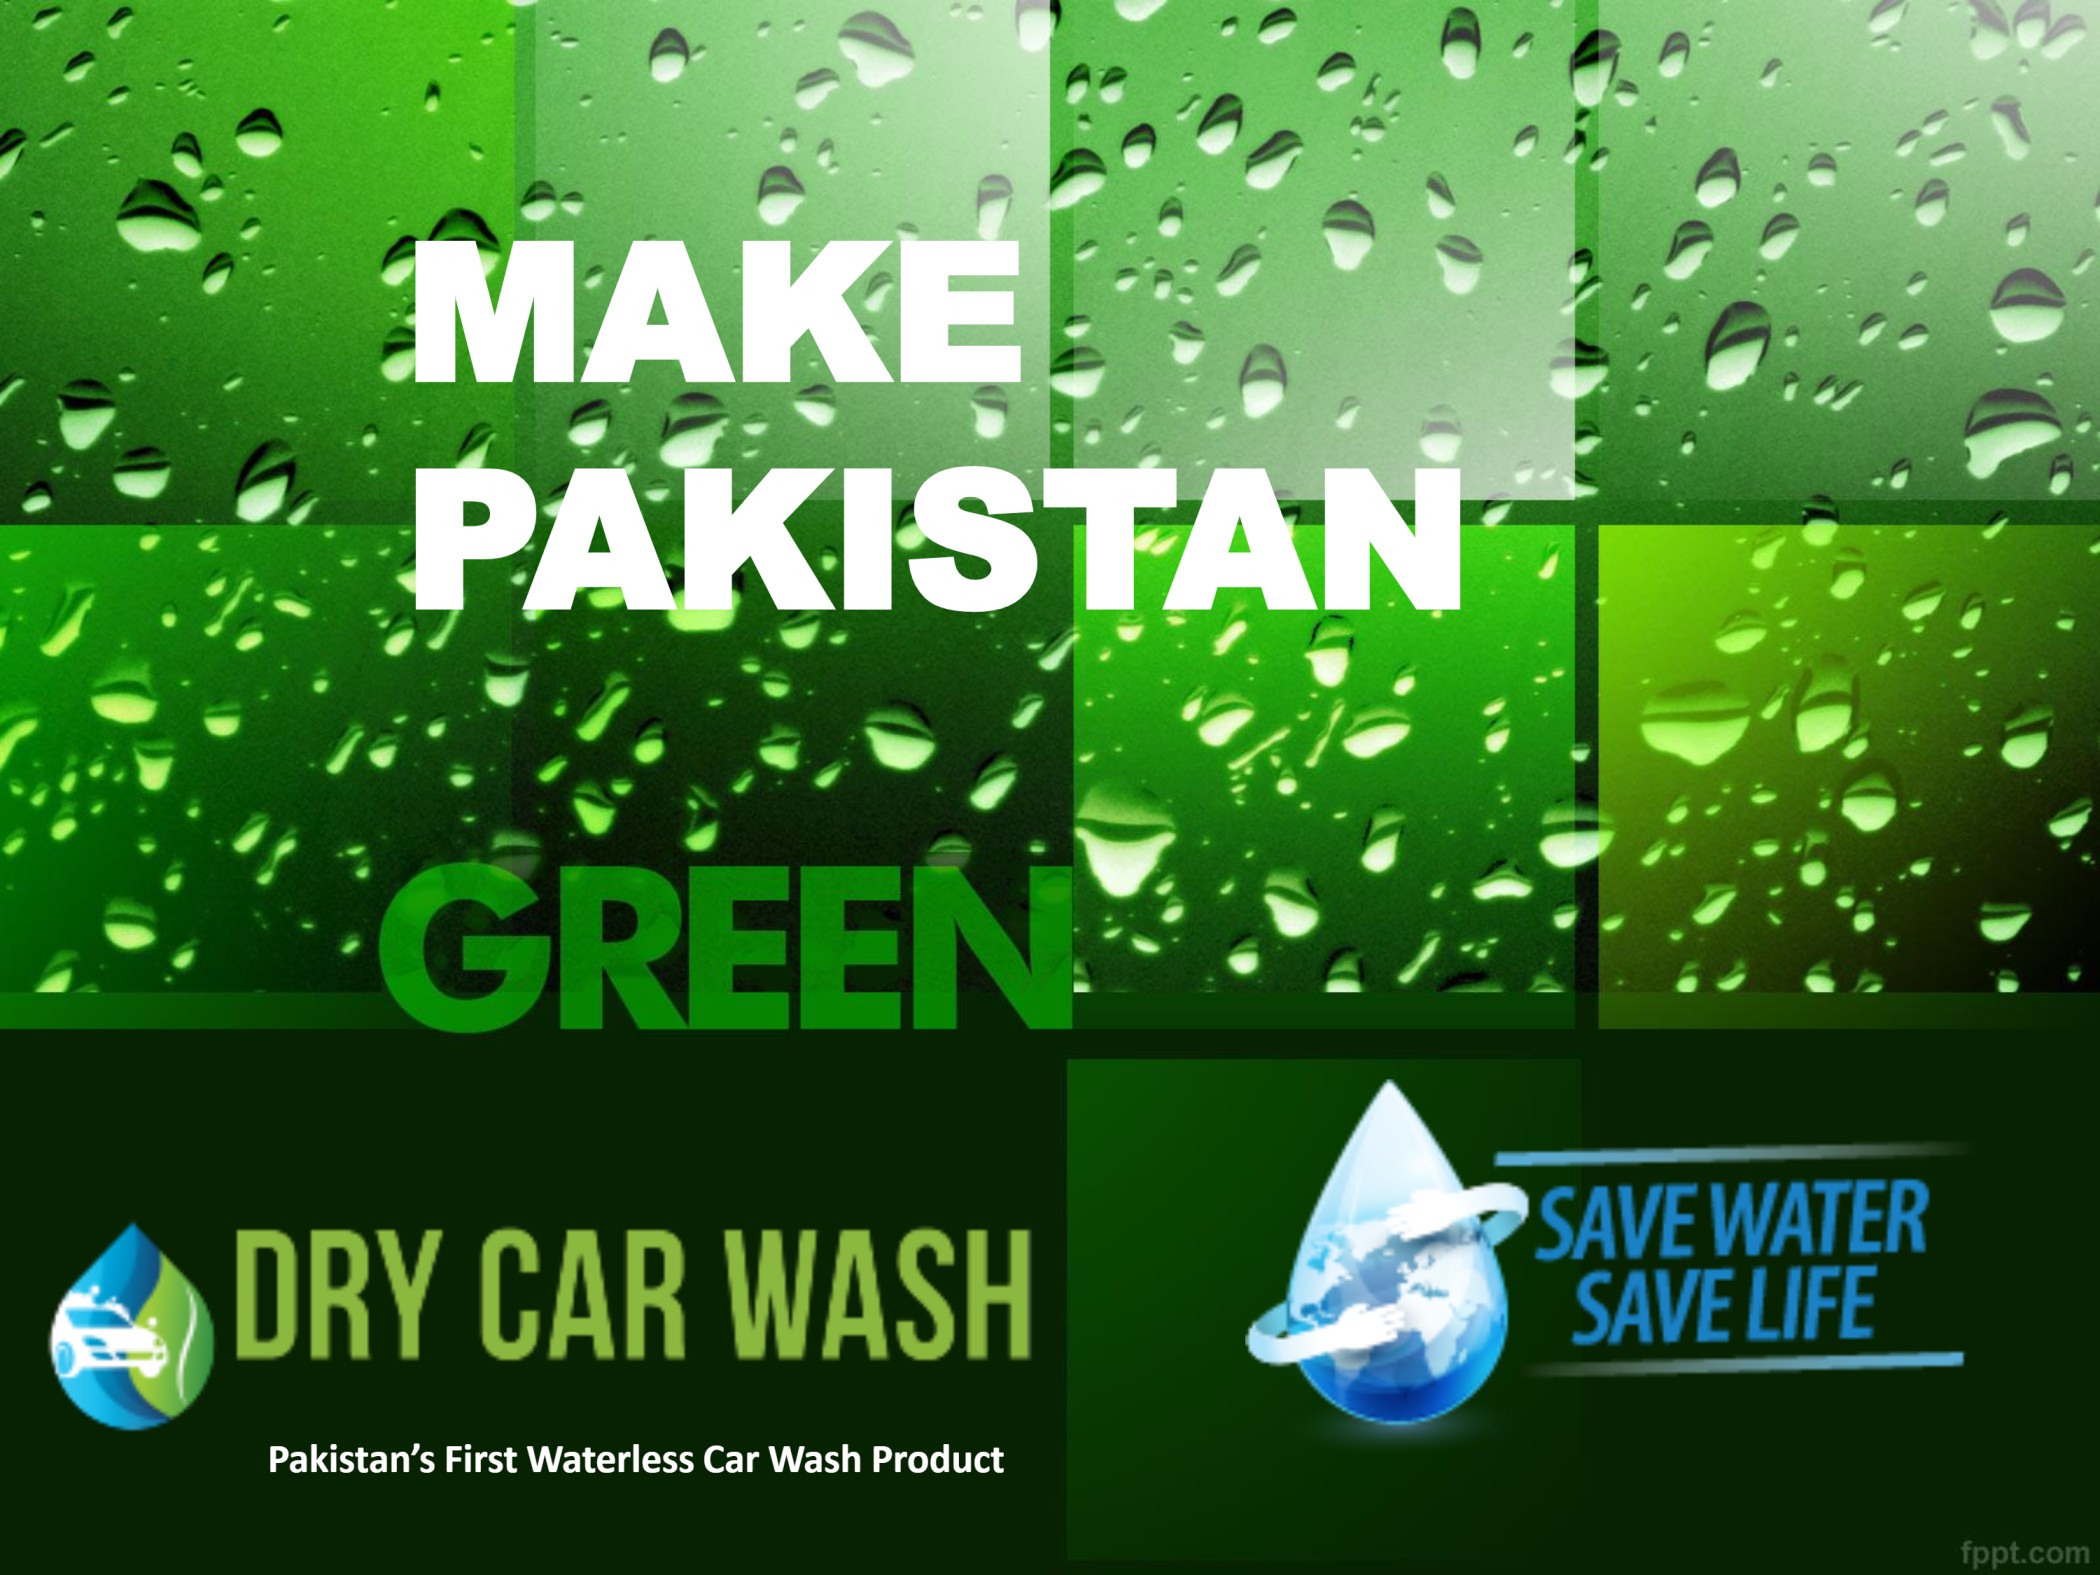 MAKE
PAKISTAN
GREEN
DRY CAR WASH
Pakistan’s First Waterless Car Wash Product
SAVE WATER
SAVE LIFE
fppt.com